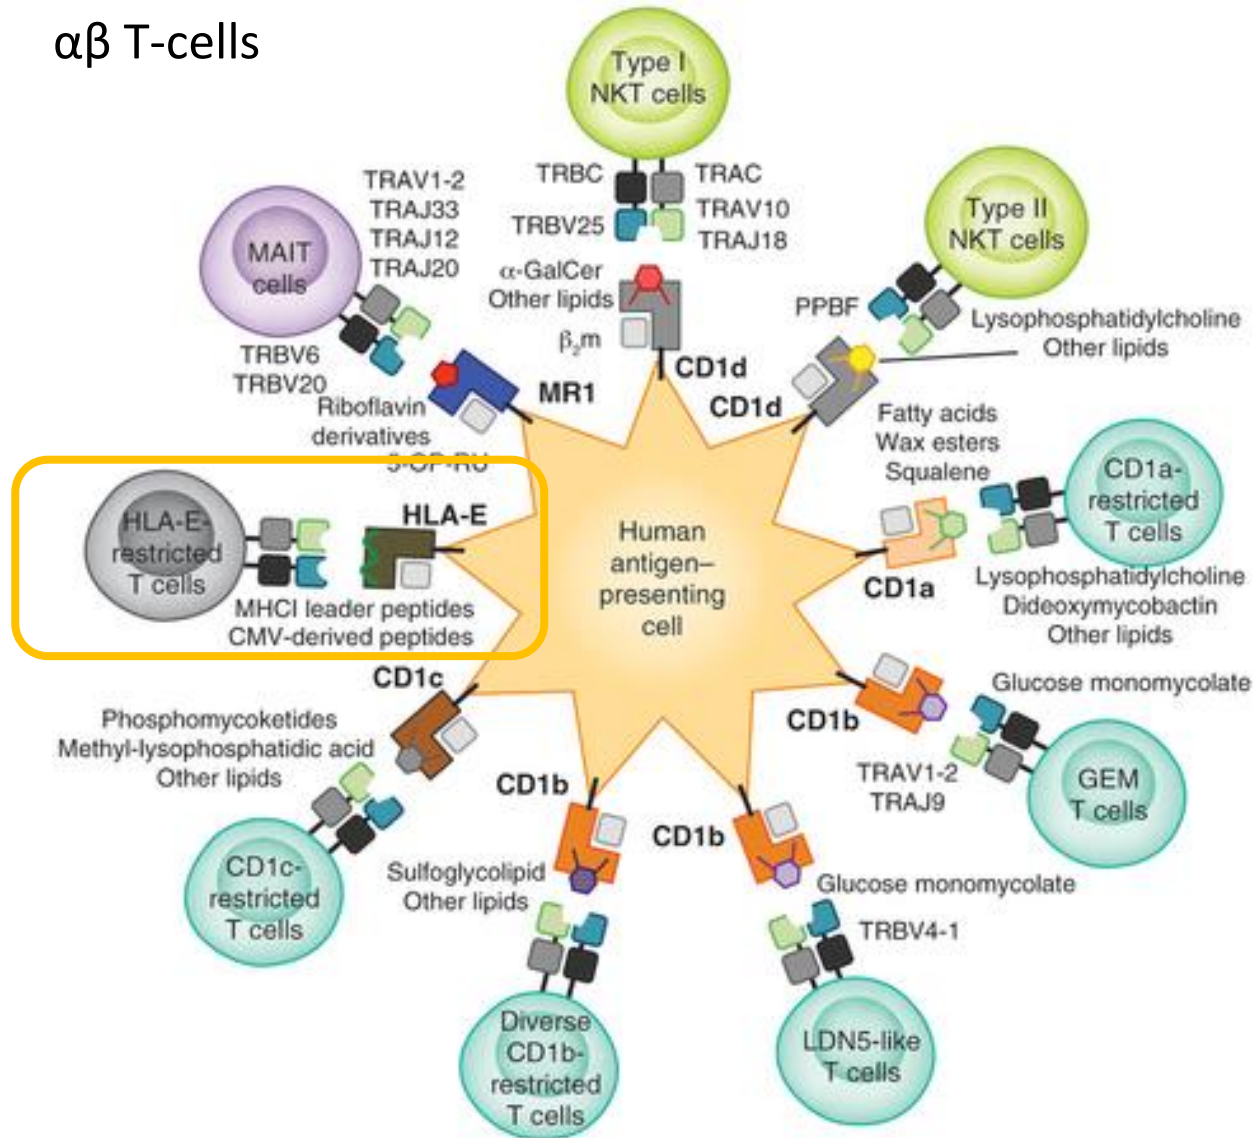 αβ T-cells
Type I
NKT cells
TRBC
TRAC
TRBV25
TRAV10
TRAJ18
α-GalCer
Other lipids
β2m
CD1d
Type II
NKT cells
PPBF
Lysophosphatidylcholine
Other lipids
CD1d
MAIT
cells
TRAV1-2
TRAJ33
TRAJ12
TRAJ20
TRBV6
TRBV20
Riboflavin
derivatives
5-OP-RU
MR1
Fatty acids
Wax esters
Squalene
CD1a-
restricted
T cells
CD1a
Lysophosphatidylcholine
Dideoxymycobactin
Other lipids
HLA-E-
restricted
T cells
HLA-E
MHCI leader peptides
CMV-derived peptides
Human
antigen–
presenting
cell
CD1c
Phosphomycoketides
Methyl-lysophosphatidic acid
Other lipids
CD1c-
restricted
T cells
CD1b
Glucose monomycolate
TRAV1-2
TRAJ9
GEM
T cells
CD1b
Sulfoglycolipid
Other lipids
Diverse
CD1b-
restricted
T cells
CD1b
Glucose monomycolate
TRBV4-1
LDN5-like
T cells